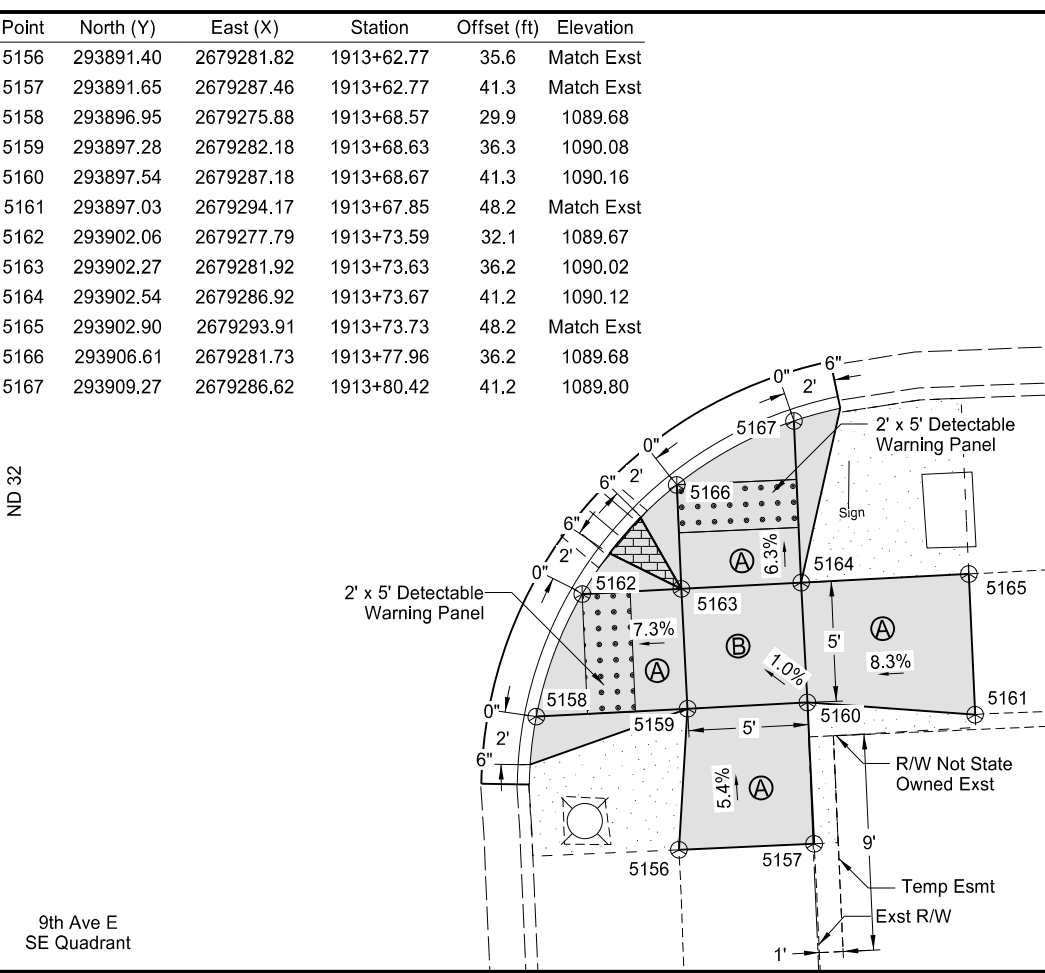 Point North (Y) East (X) Station Offset (ft) Elevation
5156 293891.40 2679281.82 1913+62.77 35.6 Match Exst
5157 293891.65 2679287.46 1913+62.77 41.3 Match Exst
5158 293896.95 2679275.88 1913+68.57 29.9 1089.68
5159 293897.28 2679282.18 1913+68.63 36.3 1090.08
5160 293897.54 2679287.18 1913+68.67 41.3 1090.16
5161 293897.03 2679294.17 1913+67.85 48.2 Match Exst
5162 293902.06 2679277.79 1913+73.59 32.1 1089.67
5163 293902.27 2679281.92 1913+73.63 36.2 1090.02
5164 293902.54 2679286.92 1913+73.67 41.2 1090.12
5165 293902.90 2679293.91 1913+73.73 48.2 Match Exst
5166 293906.61 2679281.73 1913+77.96 36.2 1089.68
5167 293909.27 2679286.62 1913+80.42 41.2 1089.80
6"
0"
2'
5167
2' x 5' Detectable
Warning Panel
0"
2'
6"
5166
ND 32
Sign
6"
2'
0"
A
6.3%
5164
5162
5163
5165
2' x 5' Detectable
Warning Panel
7.3%
A
B
5'
A
1.0%
8.3%
5158
0"
5159
5'
5160
5161
2'
6"
R/W Not State
Owned Exst
5.4%
A
9'
5156
5157
Temp Esmt
Exst R/W
9th Ave E
SE Quadrant
1'